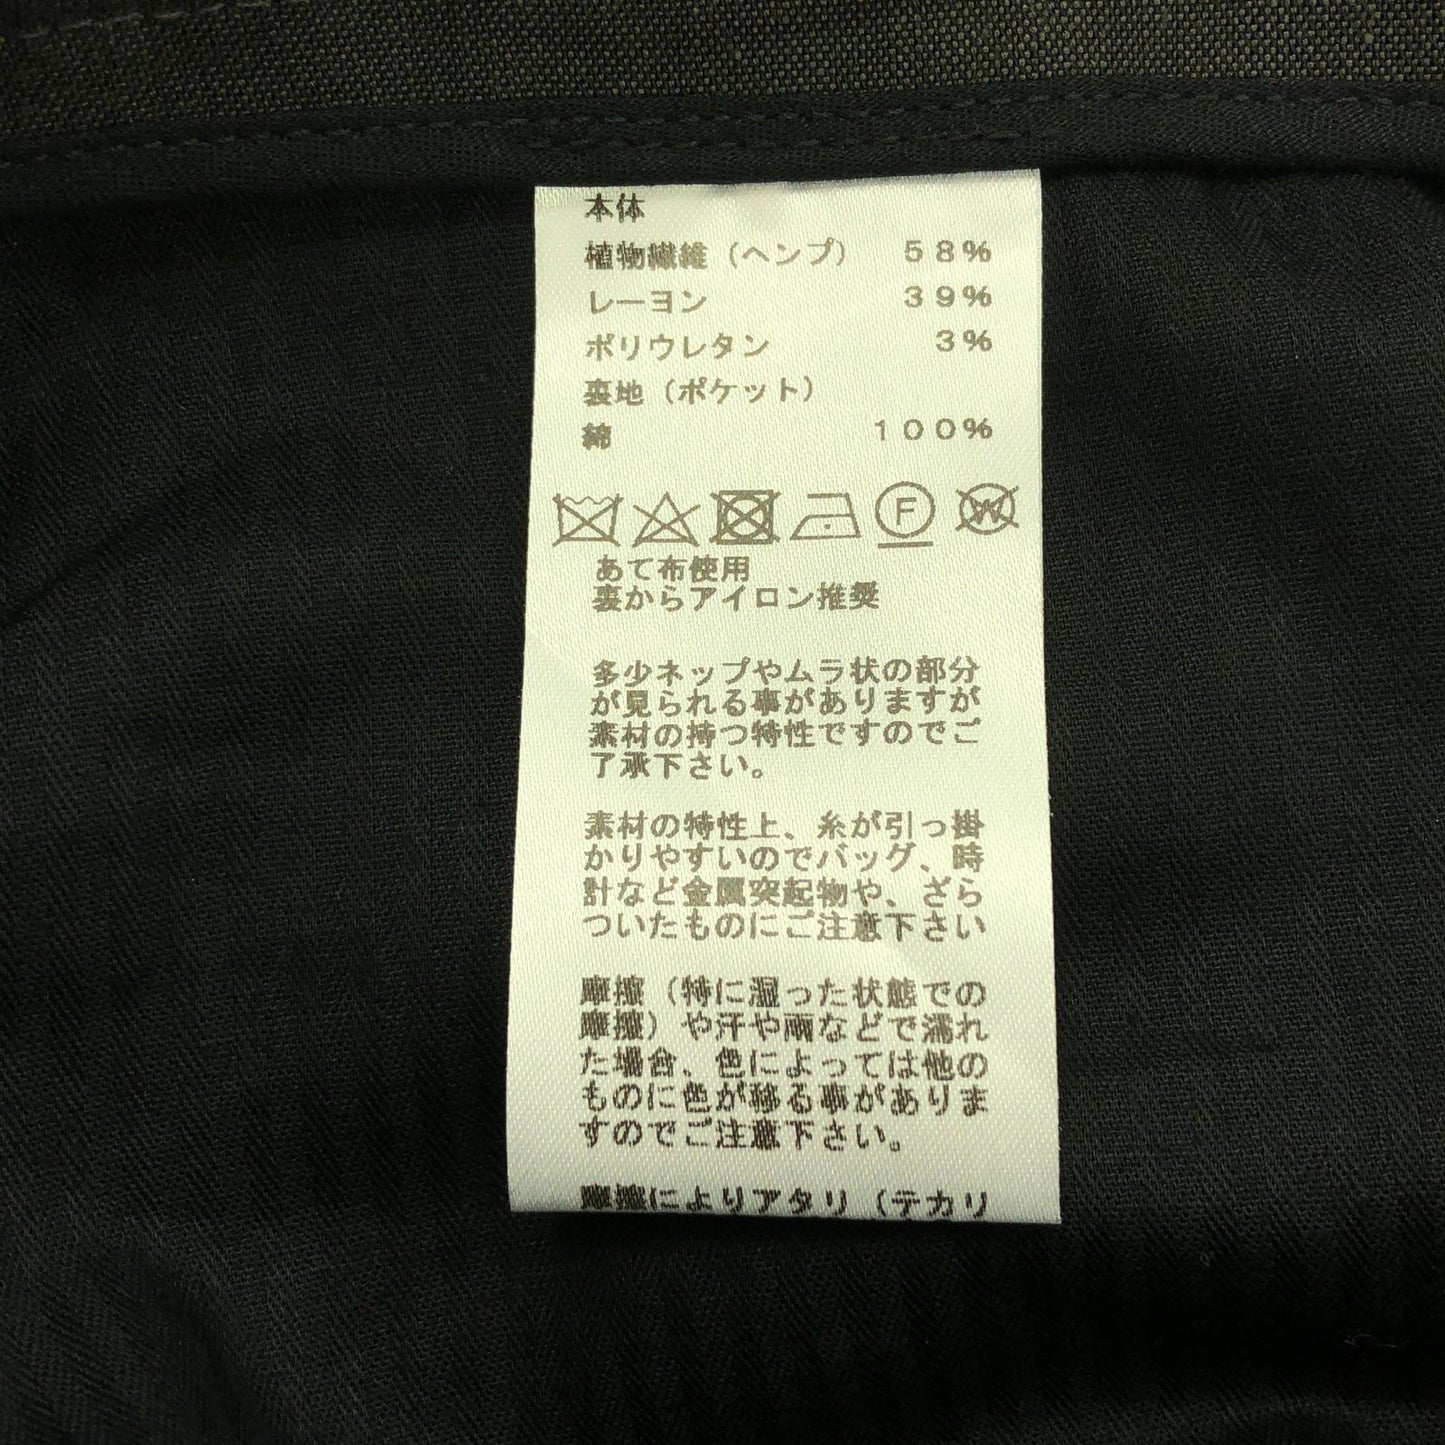 本体
植物繊維（ヘンプ） 58%
レーヨン 39%
ポリウレタン 3%
裏地（ポケット）
綿 100%
F W
あて布使用
裏からアイロン推奨
多少ネップやムラ状の部分
が見られる事がありますが
素材の持つ特性ですのでご
了承下さい。
素材の特性上、糸が引っ掛
かりやすいのでバッグ、時
計など金属突起物や、ざら
ついたものにご注意下さい
摩擦（特に湿った状態での
摩擦）や汗や雨などで濡れ
た場合、色によっては他の
ものに色が移る事がありま
すのでご注意下さい。
摩擦によりアタリ（テカリ